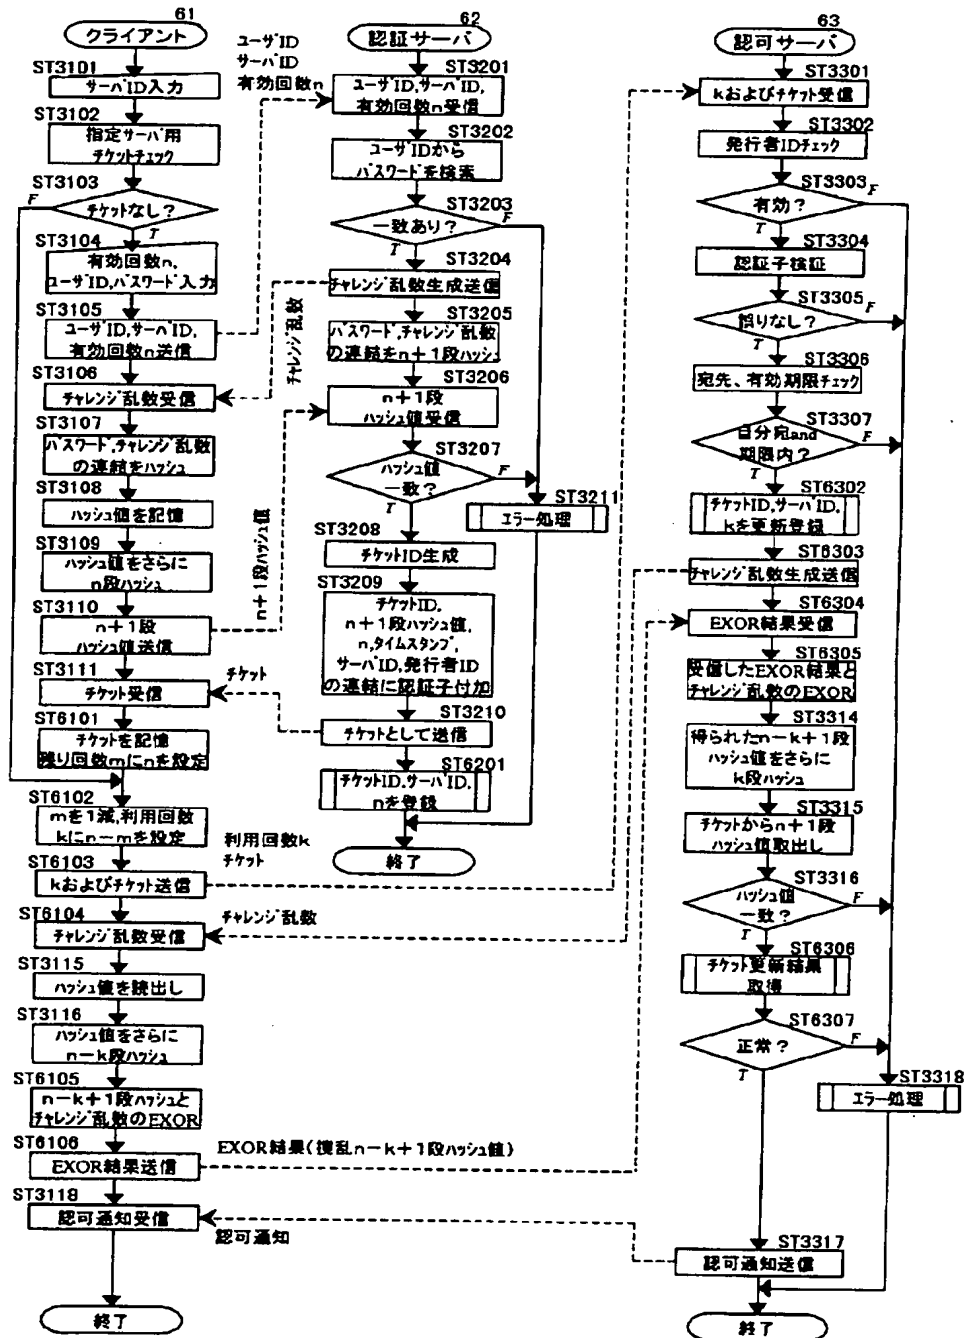 61
クライアント
ST3101
サーバID入力
ST3102
指定サーバ用
チケットチェック
ST3103
チケットなし?
F
T
ST3104
有効回数n,
ユーザID,パスワード入力
ST3105
ユーザID,サーバID,
有効回数n送信
ST3106
チャレンジ乱数受信
ST3107
パスワード,チャレンジ乱数
の連結をハッシュ
ST3108
ハッシュ値を記憶
ST3109
ハッシュ値をさらに
n段ハッシュ
ST3110
n+1段
ハッシュ値送信
ST3111
チケット受信
ST6101
チケットを記憶
残り回数mにnを設定
ST6102
mを1減,利用回数
kにn-mを設定
ST6103
kおよびチケット送信
ST6104
チャレンジ乱数受信
ST3115
ハッシュ値を読出し
ST3116
ハッシュ値をさらに
n-k段ハッシュ
ST6105
n-k+1段ハッシュと
チャレンジ乱数のEXOR
ST6106
EXOR結果送信
ST3118
認可通知受信
終了
ユーザID
サーバID
有効回数n
チャレンジ乱数
n+1段ハッシュ値
チケット
利用回数k
チケット
チャレンジ乱数
EXOR結果(撹乱n-k+1段ハッシュ値)
認可通知
62
認証サーバ
ST3201
ユーザID,サーバID,
有効回数n受信
ST3202
ユーザIDから
パスワードを検索
ST3203
一致あり?
F
T
ST3204
チャレンジ乱数生成送信
ST3205
パスワード,チャレンジ乱数
の連結をn+1段ハッシュ
ST3206
n+1段
ハッシュ値受信
ST3207
ハッシュ値
一致?
F
T
ST3211
エラー処理
ST3208
チケットID生成
ST3209
チケットID,
n+1段ハッシュ値,
n,タイムスタンプ,
サーバID,発行者ID
の連結に認証子付加
ST3210
チケットとして送信
ST6201
チケットID,サーバID,
nを登録
終了
63
認可サーバ
ST3301
kおよびチケット受信
ST3302
発行者IDチェック
ST3303
有効?
F
T
ST3304
認証子検証
ST3305
誤りなし?
F
T
ST3306
宛先、有効期限チェック
ST3307
自分宛and
期限内?
F
T
ST6302
チケットID,サーバID,
kを更新登録
ST6303
チャレンジ乱数生成送信
ST6304
EXOR結果受信
ST6305
受信したEXOR結果と
チャレンジ乱数のEXOR
ST3314
得られたn-k+1段
ハッシュ値をさらに
k段ハッシュ
ST3315
チケットからn+1段
ハッシュ値取出し
ST3316
ハッシュ値
一致?
F
T
ST6306
チケット更新結果
取得
ST6307
正常?
F
T
ST3318
エラー処理
ST3317
認可通知送信
終了